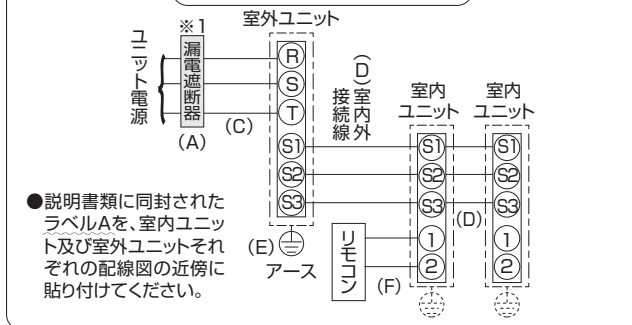 室外ユニット
※1
ユニット電源
漏電遮断器
(A)
(C)
R
S
T
S1
S2
S3
(E)
アース
(D)室内外
接続線
室内
ユニット
室内
ユニット
S1
S2
S3
1
2
(D)
S1
S2
S3
1
2
リモコン
(F)
●説明書類に同封された
ラベルAを、室内ユニッ
ト及び室外ユニットそれ
ぞれの配線図の近傍に
貼り付けてください。